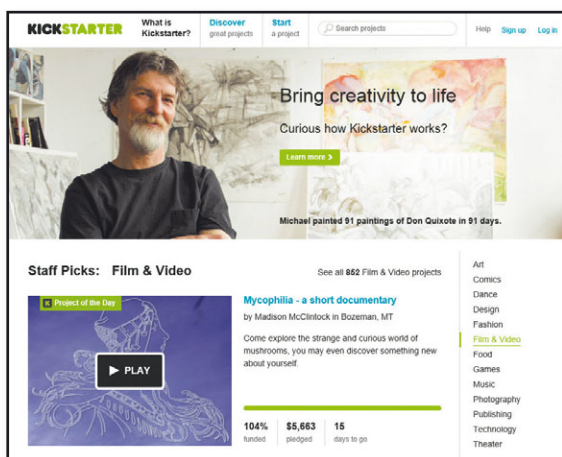 KICKSTARTER
What is
Kickstarter?
Discover
great projects
Start
a project
Search projects
Help
Sign up
Log in
Bring creativity to life
Curious how Kickstarter works?
Learn more >
Michael painted 91 paintings of Don Quixote in 91 days.
Staff Picks: Film & Video
See all 852 Film & Video projects
K Project of the Day
PLAY
Mycophilia - a short documentary
by Madison McClintock in Bozeman, MT
Come explore the strange and curious world of
mushrooms, you may even discover something new
about yourself.
104%
funded
$5,663
pledged
15
days to go
Art
Comics
Dance
Design
Fashion
Film & Video
Food
Games
Music
Photography
Publishing
Technology
Theater